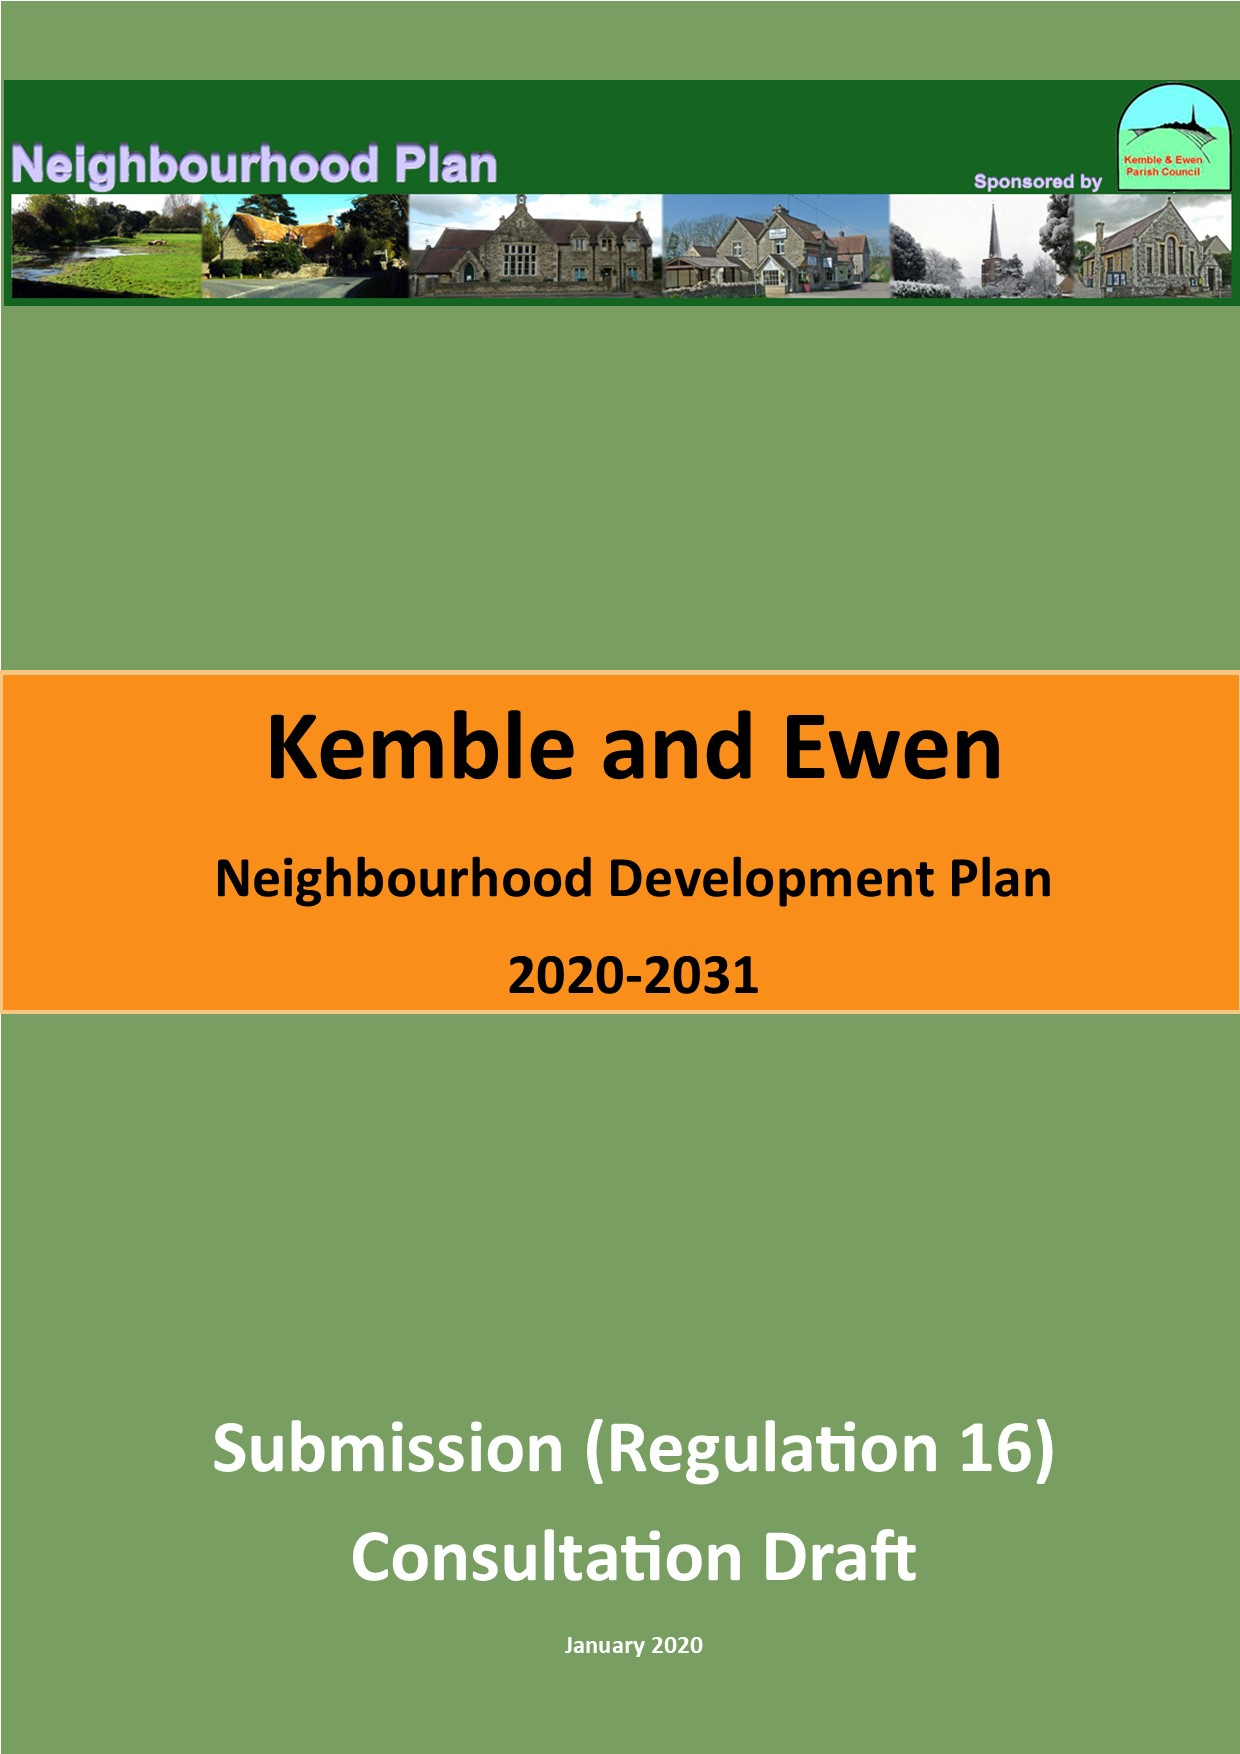 Neighbourhood Plan
Sponsored by
Kemble & Ewen
Parish Council
Kemble and Ewen
Neighbourhood Development Plan
2020-2031
Submission (Regulation 16)
Consultation Draft
January 2020